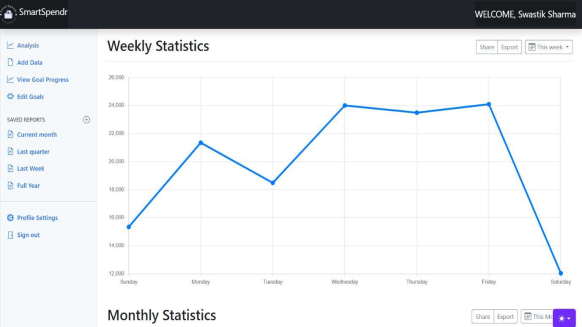 SmartSpendr
WELCOME, Swastik Sharma
Analysis
Add Data
View Goal Progress
Edit Goals
SAVED REPORTS
Current month
Last quarter
Last Week
Full Year
Profile Settings
Sign out
Weekly Statistics
Share Export This week
26,000
24,000
22,000
20,000
18,000
16,000
14,000
12,000
Sunday Monday Tuesday Wednesday Thursday Friday Saturday
Monthly Statistics
Share Export This Mo